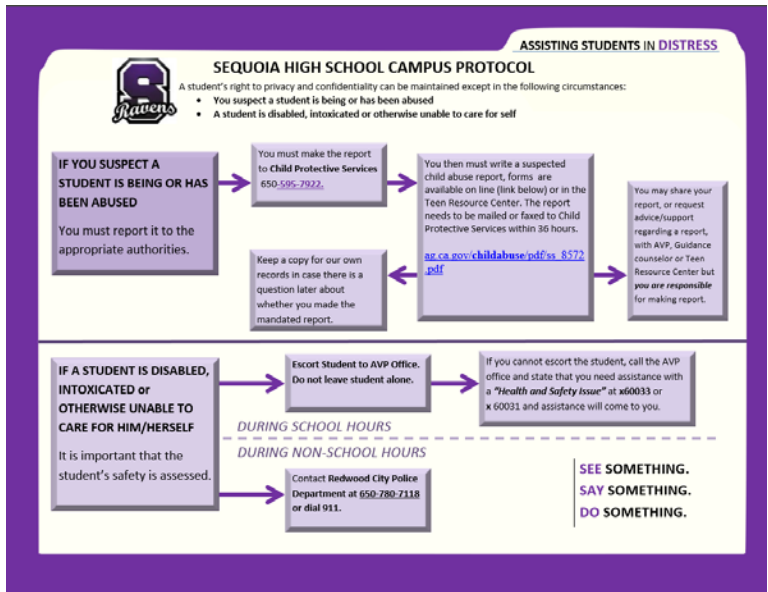 ASSISTING STUDENTS IN DISTRESS
SEQUOIA HIGH SCHOOL CAMPUS PROTOCOL
S
Ravens
A student's right to privacy and confidentiality can be maintained except in the following circumstances:
• You suspect a student is being or has been abused
• A student is disabled, intoxicated or otherwise unable to care for self
IF YOU SUSPECT A
STUDENT IS BEING OR HAS
BEEN ABUSED
You must report it to the
appropriate authorities.
You must make the report
to Child Protective Services
650-595-7922.
You then must write a suspected
child abuse report, forms are
available on line (link below) or in the
Teen Resource Center. The report
needs to be mailed or faxed to Child
Protective Services within 36 hours.
ag.ca.gov/childabuse/pdf/ss_8572
.pdf
You may share your
report, or request
advice/support
regarding a report,
with AVP, Guidance
counselor or Teen
Resource Center but
you are responsible
for making report.
Keep a copy for our own
records in case there is a
question later about
whether you made the
mandated report.
IF A STUDENT IS DISABLED,
INTOXICATED or
OTHERWISE UNABLE TO
CARE FOR HIM/HERSELF
It is important that the
student's safety is assessed.
Escort Student to AVP Office.
Do not leave student alone.
If you cannot escort the student, call the AVP
office and state that you need assistance with
a "Health and Safety Issue" at x60033 or
x 60031 and assistance will come to you.
DURING SCHOOL HOURS
DURING NON-SCHOOL HOURS
Contact Redwood City Police
Department at 650-780-7118
or dial 911.
SEE SOMETHING.
SAY SOMETHING.
DO SOMETHING.